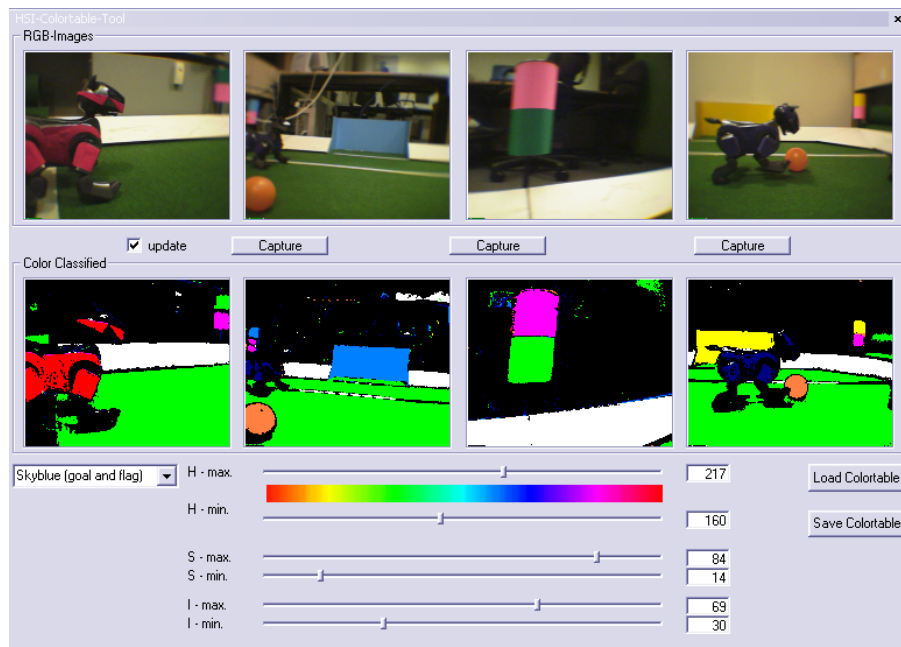 HSI-Colortable-Tool
RGB-Images
update
Capture
Capture
Capture
Color Classified
Skyblue (goal and flag)
H - max.
217
Load Colortable
H - min.
160
Save Colortable
S - max.
84
S - min.
14
I - max.
69
I - min.
30